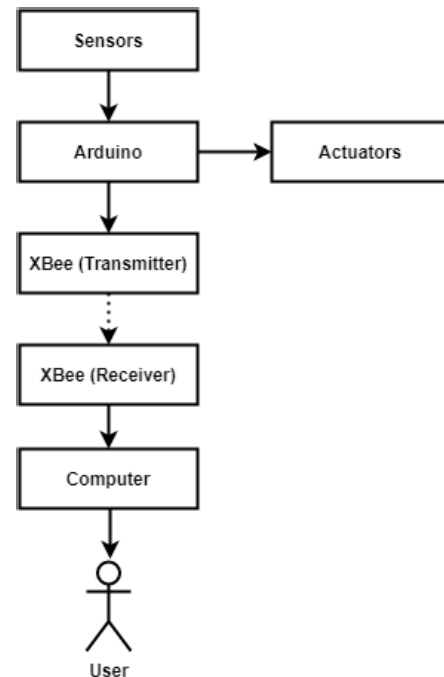 Sensors
Arduino
Actuators
XBee (Transmitter)
XBee (Receiver)
Computer
User